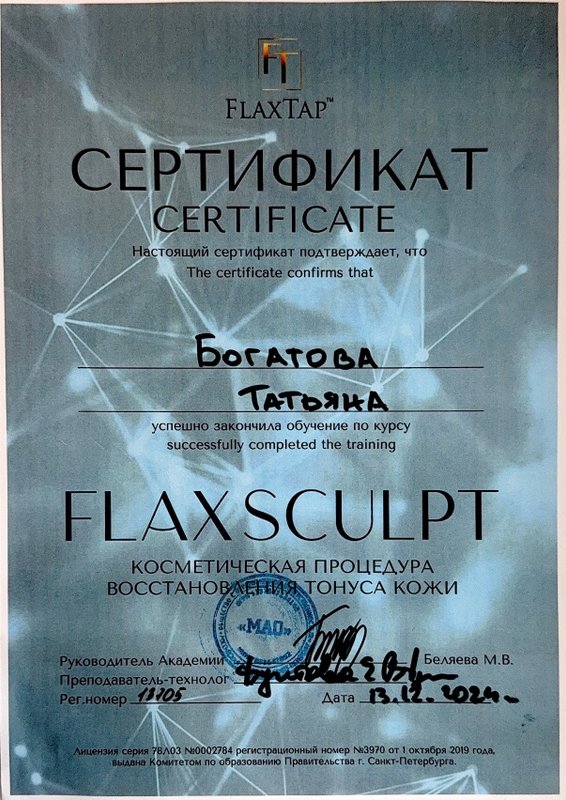 FT
FLAXTAP™
СЕРТИФИКАТ
CERTIFICATE
Настоящий сертификат подтверждает, что
The certificate confirms that
БОГАТОВА
ТАТЬЯНА
успешно закончила обучение по курсу
successfully completed the training
FLAXSCULPT
КОСМЕТИЧЕСКАЯ ПРОЦЕДУРА
ВОССТАНОВЛЕНИЯ ТОНУСА КОЖИ
«МАО»
Руководитель Академии Беляева М.В.
Преподаватель-технолог
Рег.номер 13705 Дата 13.12.2024г.
Лицензия серия 78Л03 №0002784 регистрационный номер №3970 от 1 октября 2019 года,
выдана Комитетом по образованию Правительства г. Санкт-Петербурга.